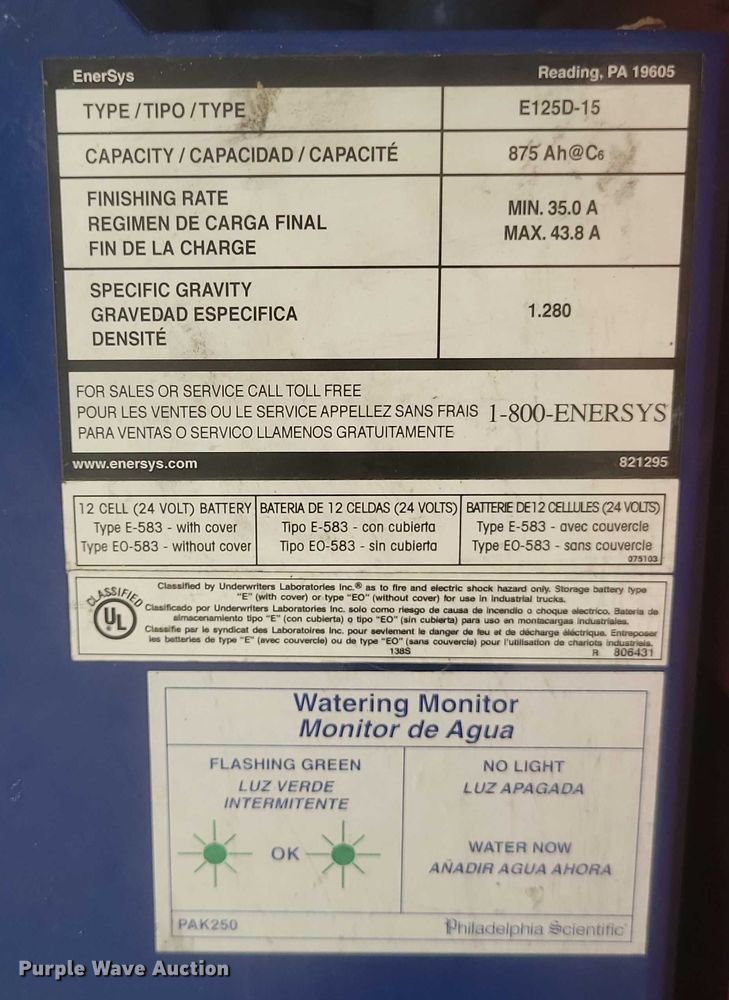 EnerSys
Reading, PA 19605
TYPE / TIPO / TYPE
E125D-15
CAPACITY / CAPACIDAD / CAPACITÉ
875 Ah@C6
FINISHING RATE
REGIMEN DE CARGA FINAL
FIN DE LA CHARGE
MIN. 35.0 A
MAX. 43.8 A
SPECIFIC GRAVITY
GRAVEDAD ESPECIFICA
DENSITÉ
1.280
FOR SALES OR SERVICE CALL TOLL FREE
POUR LES VENTES OU LE SERVICE APPELLEZ SANS FRAIS
PARA VENTAS O SERVICO LLAMENOS GRATUITAMENTE
1-800-ENERSYS
www.enersys.com
821295
12 CELL (24 VOLT) BATTERY
Type E-583 - with cover
Type EO-583 - without cover
BATERIA DE 12 CELDAS (24 VOLTS)
Tipo E-583 - con cubierta
Tipo EO-583 - sin cubierta
BATTERIE DE 12 CELLULES (24 VOLTS)
Type E-583 - avec couvercle
Type EO-583 - sans couvercle
075103
CLASSIFIED
UL
Classified by Underwriters Laboratories Inc.® as to fire and electric shock hazard only. Storage battery type
"E" (with cover) or type "EO" (without cover) for use in industrial trucks.
Clasificado por Underwriters Laboratories Inc. solo como riesgo de causa de incendio o choque electrico. Bateria de
almacenamiento tipo "E" (con cubierta) o tipo "EO" (sin cubierta) para uso en montacargas industriales.
Classifie par le syndicat des Laboratoires Inc. pour sevlement le danger de feu et de décharge électrique. Entreposer
les batteries de type "E" (avec couvercle) ou de type "EO" (sans couvercle) pour l'utilisation de chariots industriels.
138S
R 806431
Watering Monitor
Monitor de Agua
FLASHING GREEN
LUZ VERDE
INTERMITENTE
OK
NO LIGHT
LUZ APAGADA
WATER NOW
AÑADIR AGUA AHORA
PAK250
Philadelphia Scientific
Purple Wave Auction